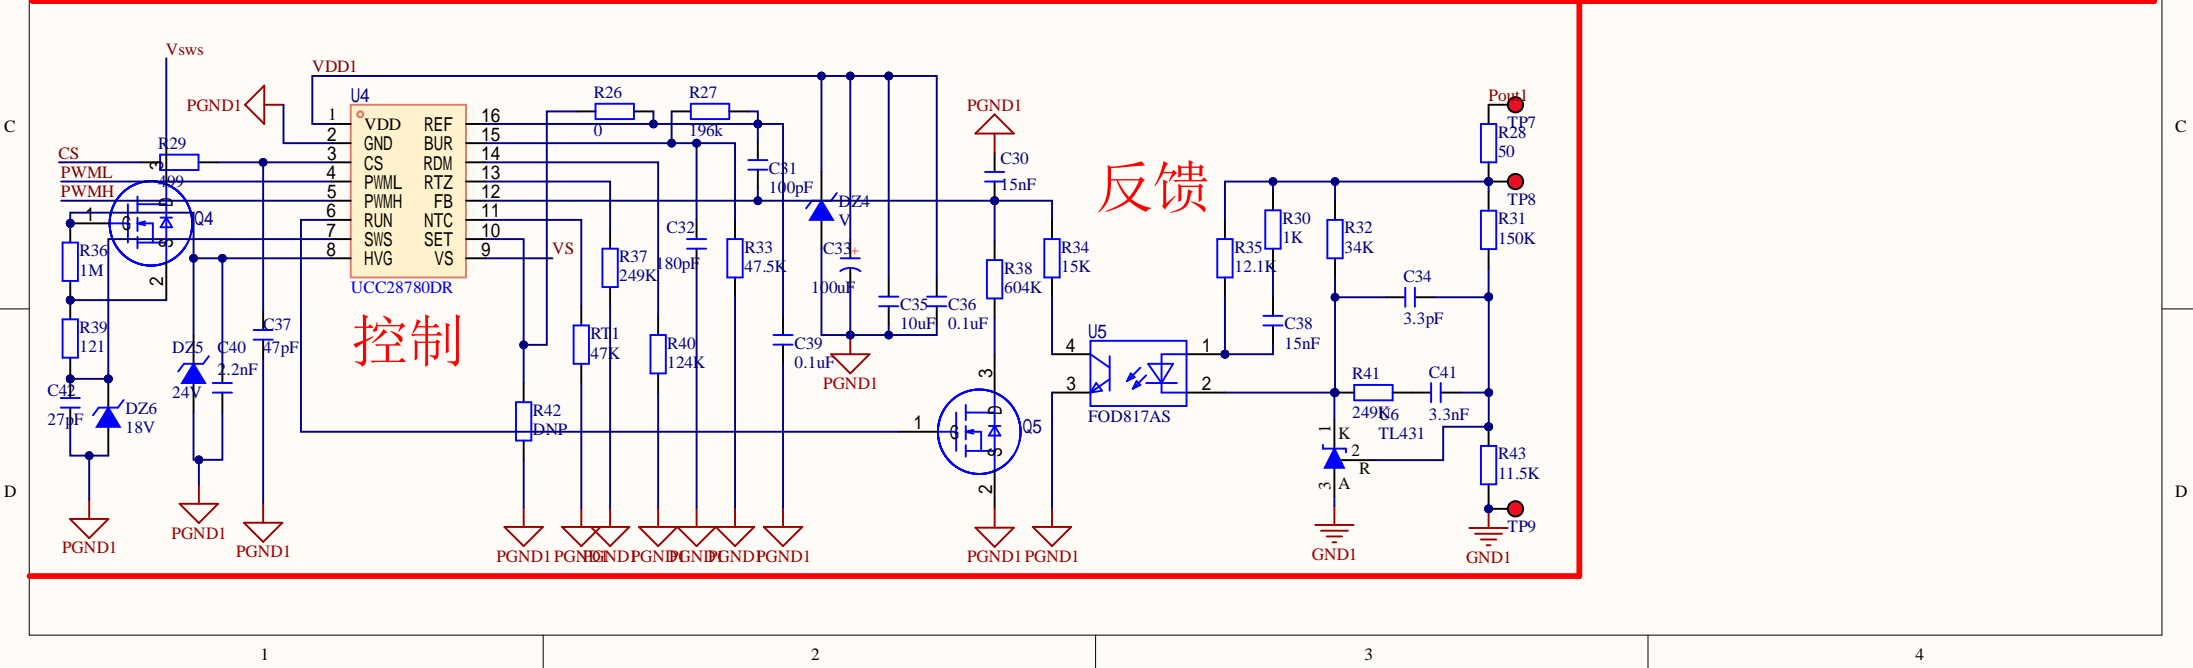 Vsws
VDD1
PGND1
U4
1
2
3
4
5
6
7
8
VDD
GND
CS
PWML
PWMH
RUN
SWS
HVG
REF
BUR
RDM
RTZ
FB
NTC
SET
VS
16
15
14
13
12
11
10
9
UCC28780DR
控制
CS
PWML
PWMH
R29
499
3
D
1
G
S
2
Q4
R36
1M
R39
121
C42
27pF
DZ6
18V
PGND1
DZ5
24V
C40
2.2nF
PGND1
C37
47pF
PGND1
VS
R26
0
R27
196k
C31
100pF
C32
180pF
R33
47.5K
R37
249K
RT1
47K
R40
124K
C39
0.1uF
R42
DNP
PGND1
PGND1
PGND1
PGND1
PGND1
PGND1
PGND1
DZ4
V
C33
+
100uF
C35
10uF
C36
0.1uF
PGND1
PGND1
C30
15nF
R38
604K
R34
15K
3
D
1
G
S
2
Q5
PGND1
PGND1
反馈
U5
4
3
1
2
FOD817AS
R35
12.1K
R30
1K
C38
15nF
R32
34K
C34
3.3pF
R41
249K
C41
3.3nF
U6
TL431
1
K
2
R
3
A
GND1
Pout1
TP7
R28
50
TP8
R31
150K
R43
11.5K
TP9
GND1
C
D
C
D
1
2
3
4